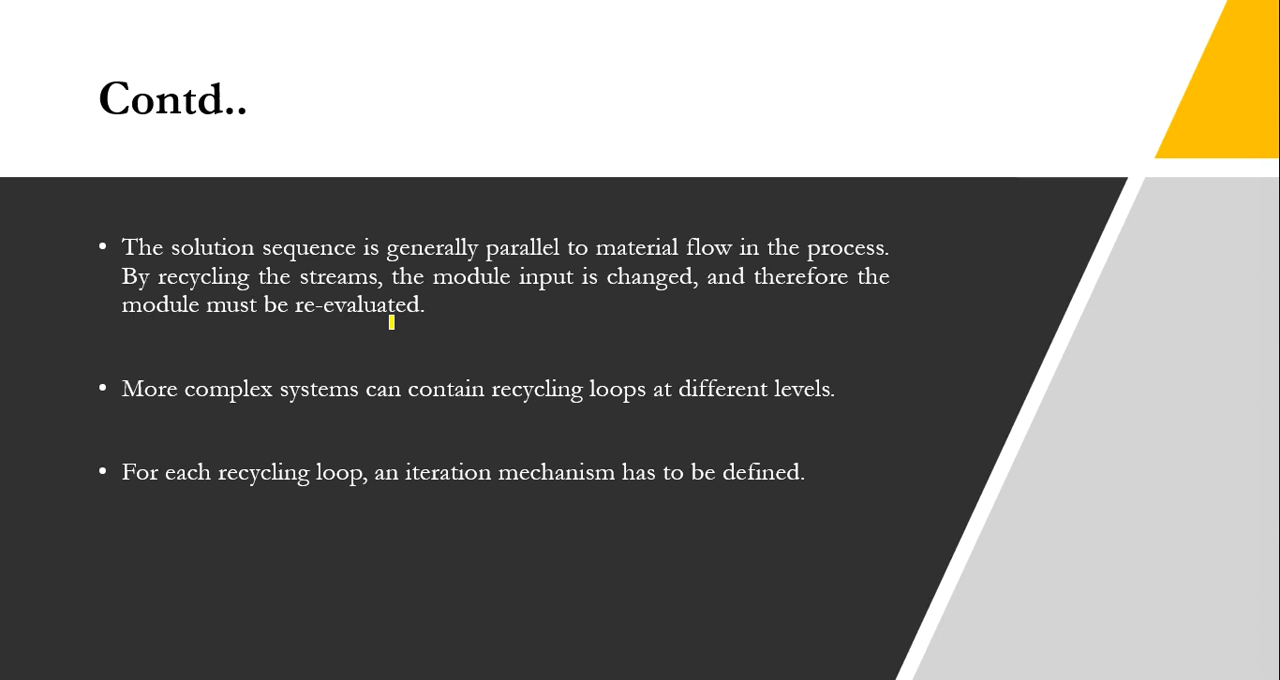 Contd..
• The solution sequence is generally parallel to material flow in the process.
By recycling the streams, the module input is changed, and therefore the
module must be re-evaluated.
• More complex systems can contain recycling loops at different levels.
• For each recycling loop, an iteration mechanism has to be defined.